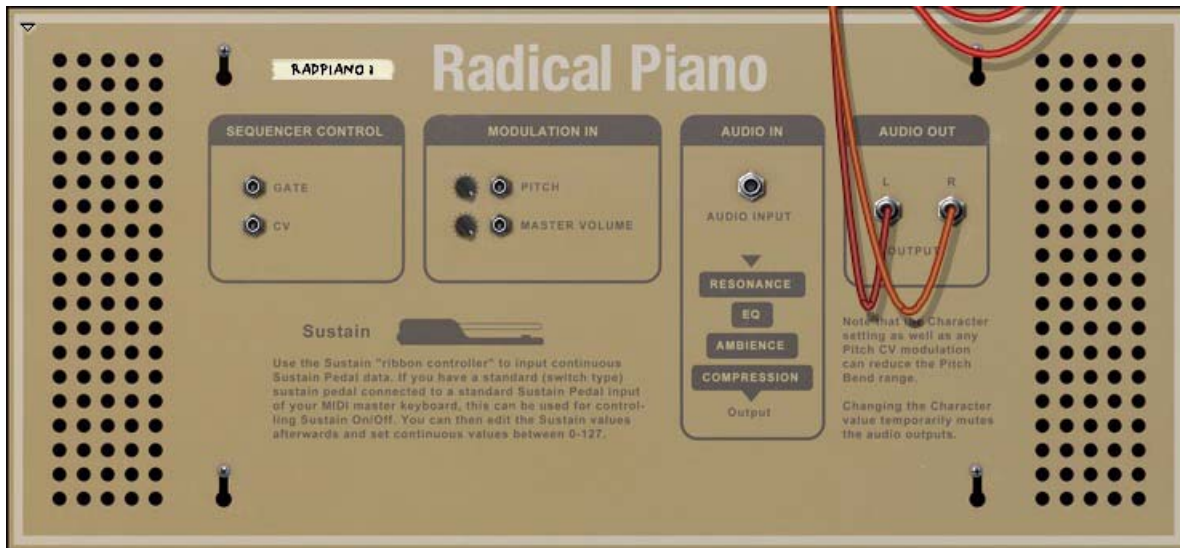 RADPIANO 1
Radical Piano
SEQUENCER CONTROL
GATE
CV
MODULATION IN
PITCH
MASTER VOLUME
AUDIO IN
AUDIO INPUT
RESONANCE
EQ
AMBIENCE
COMPRESSION
Output
AUDIO OUT
L R
OUTPUT
Sustain
Use the Sustain "ribbon controller" to input continuous
Sustain Pedal data. If you have a standard (switch type)
sustain pedal connected to a standard Sustain Pedal input
of your MIDI master keyboard, this can be used for control-
ling Sustain On/Off. You can then edit the Sustain values
afterwards and set continuous values between 0-127.
Note that the Character
setting as well as any
Pitch CV modulation
can reduce the Pitch
Bend range.
Changing the Character
value temporarily mutes
the audio outputs.